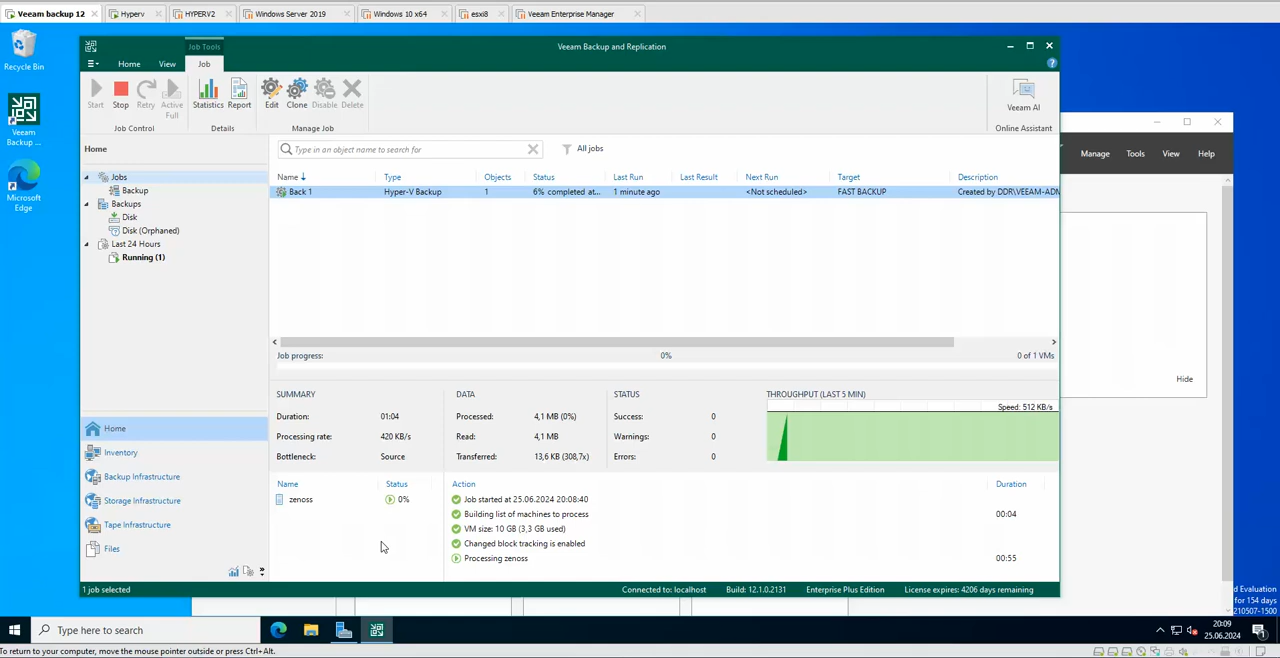 Veeam backup 12 Hyperv HYPERV2 Windows Server 2019 Windows 10 x64 esxi8 Veeam Enterprise Manager
Recycle Bin
Veeam Backup ...
Microsoft Edge
Job Tools Veeam Backup and Replication
Home View Job
Start Stop Retry Active Full Statistics Report Edit Clone Disable Delete Veeam AI
Job Control Details Manage Job Online Assistant
Manage Tools View Help
Home
Type in an object name to search for All jobs
Jobs
Backup
Backups
Disk
Disk (Orphaned)
Last 24 Hours
Running (1)
Name Type Objects Status Last Run Last Result Next Run Target Description
Back 1 Hyper-V Backup 1 6% completed at... 1 minute ago <Not scheduled> FAST BACKUP Created by DDR\VEEAM-ADM
Job progress: 0% 0 of 1 VMs
Hide
SUMMARY DATA STATUS THROUGHPUT (LAST 5 MIN)
Speed: 512 KB/s
Duration: 01:04 Processed: 4,1 MB (0%) Success: 0
Processing rate: 420 KB/s Read: 4,1 MB Warnings: 0
Bottleneck: Source Transferred: 13,6 KB (308,7x) Errors: 0
Home
Inventory
Backup Infrastructure
Storage Infrastructure
Tape Infrastructure
Files
Name Status Action Duration
zenoss 0% Job started at 25.06.2024 20:08:40
Building list of machines to process 00:04
VM size: 10 GB (3,3 GB used)
Changed block tracking is enabled
Processing zenoss 00:55
1 job selected Connected to: localhost Build: 12.1.0.2131 Enterprise Plus Edition License expires: 4206 days remaining
d Evaluation
for 154 days
210507-1500
Type here to search
20:09
25.06.2024
1
To return to your computer, move the mouse pointer outside or press Ctrl+Alt.